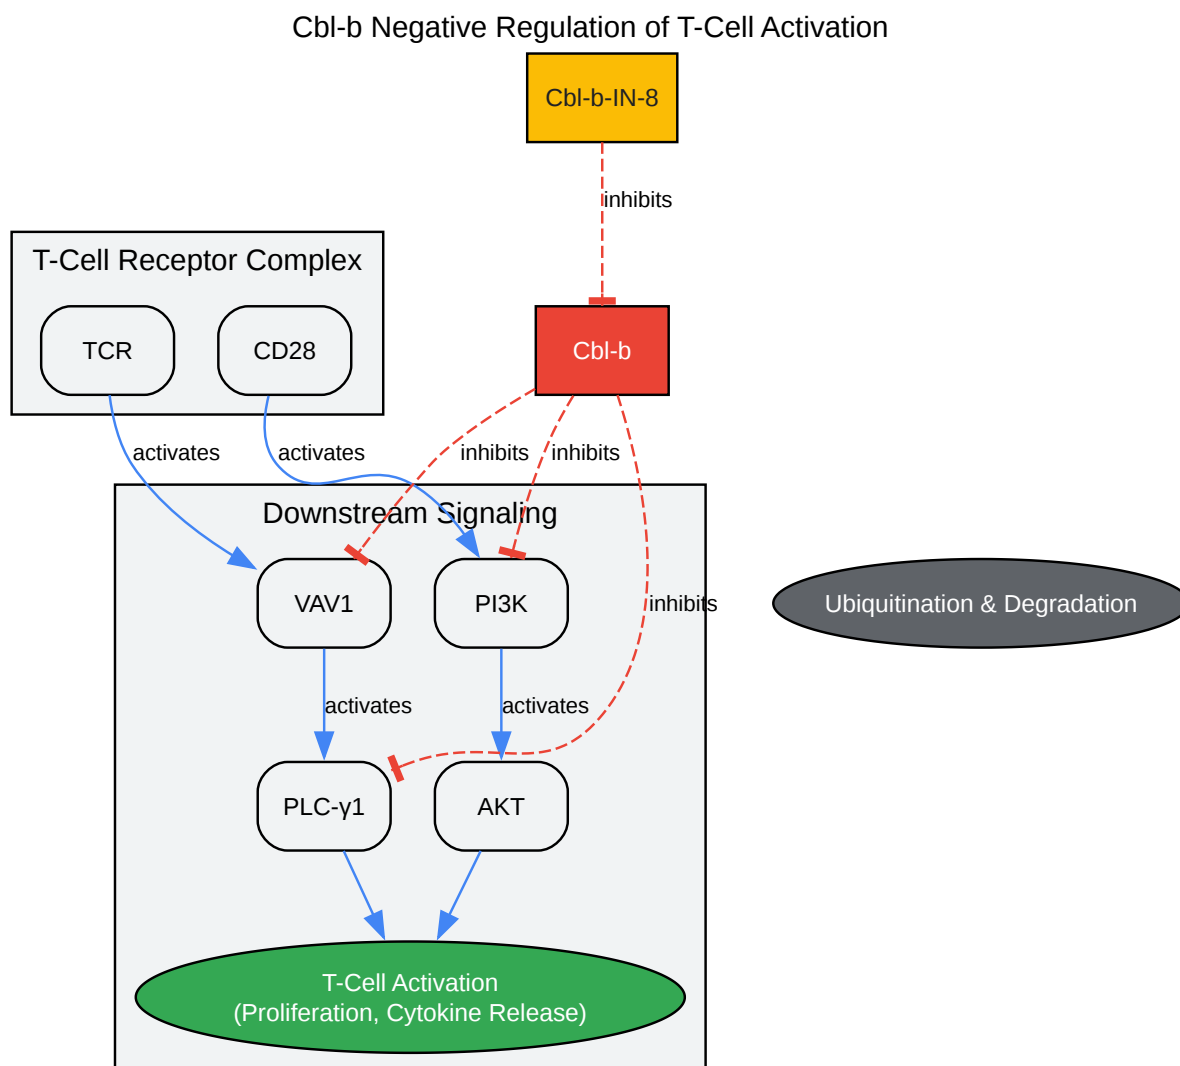 Cbl-b Negative Regulation of T-Cell Activation
Cbl-b-IN-8
inhibits
T-Cell Receptor Complex
TCR
CD28
Cbl-b
activates
activates
inhibits
inhibits
Downstream Signaling
VAV1
PI3K
inhibits
Ubiquitination & Degradation
activates
activates
PLC-γ1
AKT
T-Cell Activation
(Proliferation, Cytokine Release)